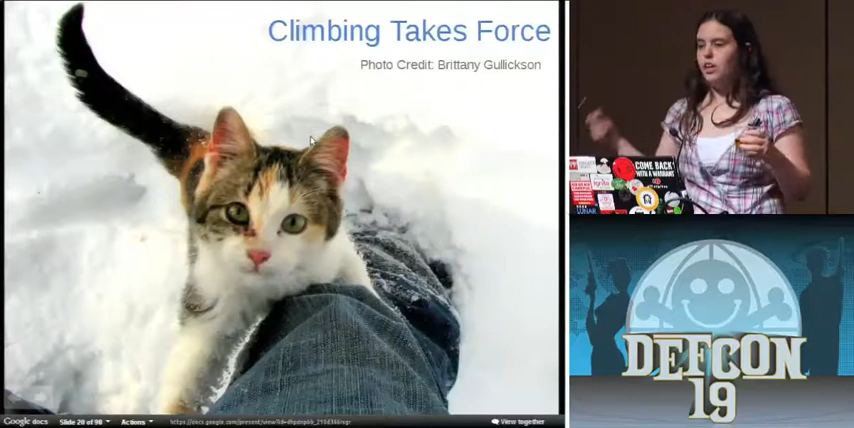 Climbing Takes Force
Photo Credit: Brittany Gullickson
COME BACK!
WITH A WARRANT
DEFCON
19
Google docs
Slide 20 of 98
Actions
View together